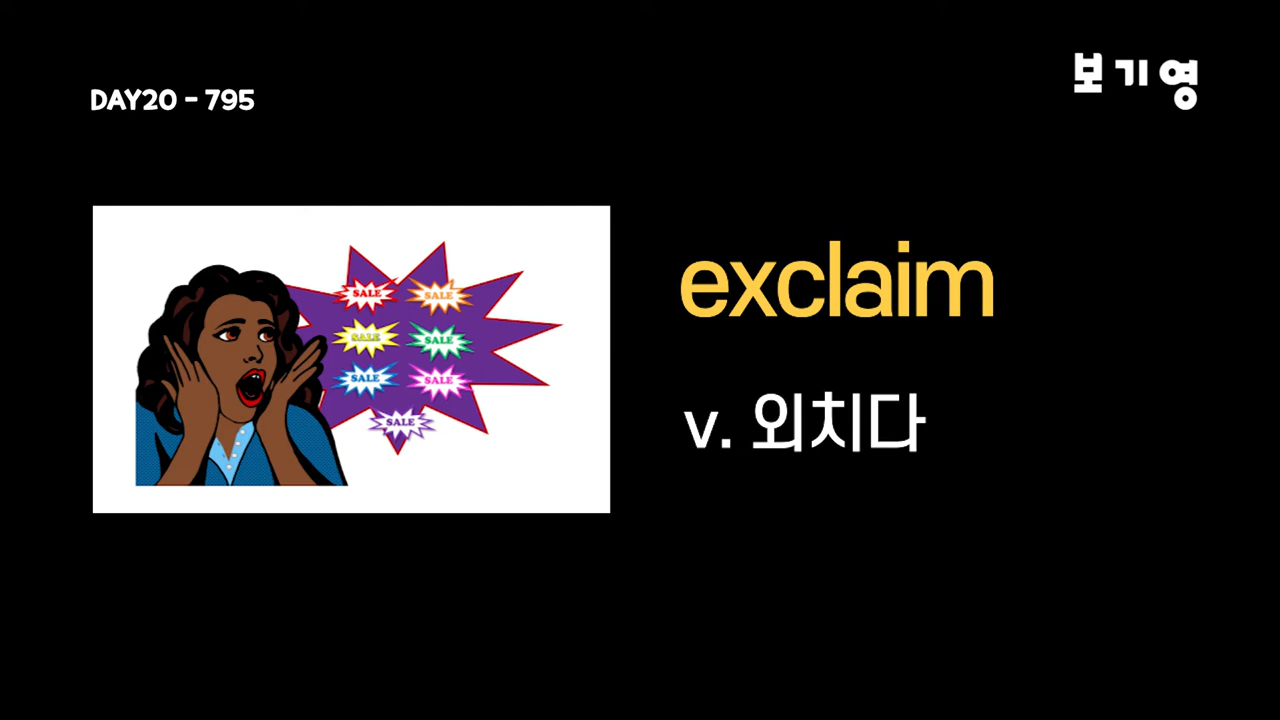 보기영
DAY20 - 795
SALE SALE
SALE SALE
SALE SALE
SALE
exclaim
v. 외치다